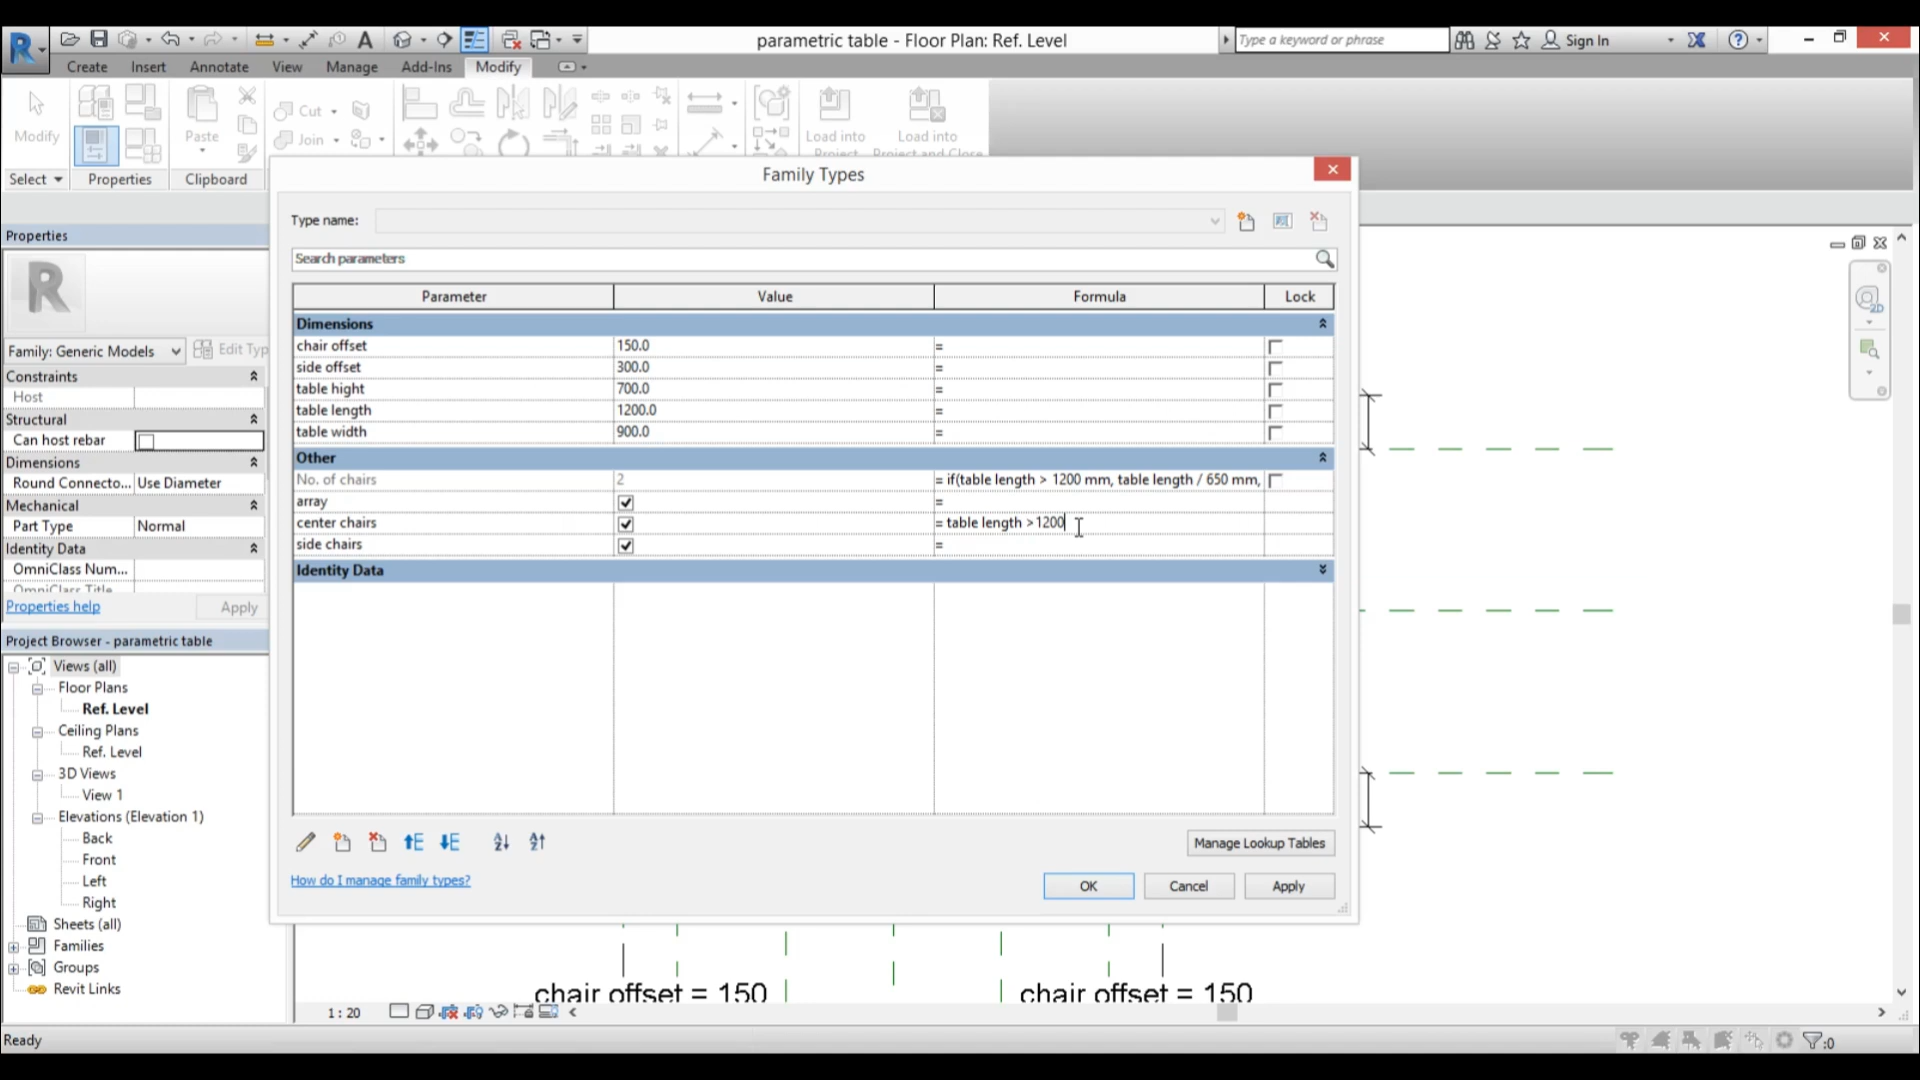 parametric table - Floor Plan: Ref. Level
Type a keyword or phrase
Sign In
Create
Insert
Annotate
View
Manage
Add-Ins
Modify
Modify
Paste
Cut
Join
Load into
Project
Load into
Project and Close
Select
Properties
Clipboard
Family Types
Type name:
Search parameters
Parameter Value Formula Lock
Dimensions
chair offset 150.0 =
side offset 300.0 =
table hight 700.0 =
table length 1200.0 =
table width 900.0 =
Other
No. of chairs 2 = if(table length > 1200 mm, table length / 650 mm,
array =
center chairs = table length >1200
side chairs =
Identity Data
Manage Lookup Tables
How do I manage family types?
OK
Cancel
Apply
Properties
R
Family: Generic Models
Edit Typ
Constraints
Host
Structural
Can host rebar
Dimensions
Round Connecto... Use Diameter
Mechanical
Part Type Normal
Identity Data
OmniClass Num...
OmniClass Title
Properties help
Apply
Project Browser - parametric table
Views (all)
Floor Plans
Ref. Level
Ceiling Plans
Ref. Level
3D Views
View 1
Elevations (Elevation 1)
Back
Front
Left
Right
Sheets (all)
Families
Groups
Revit Links
2D
chair offset = 150
chair offset = 150
1 : 20
Ready
:0